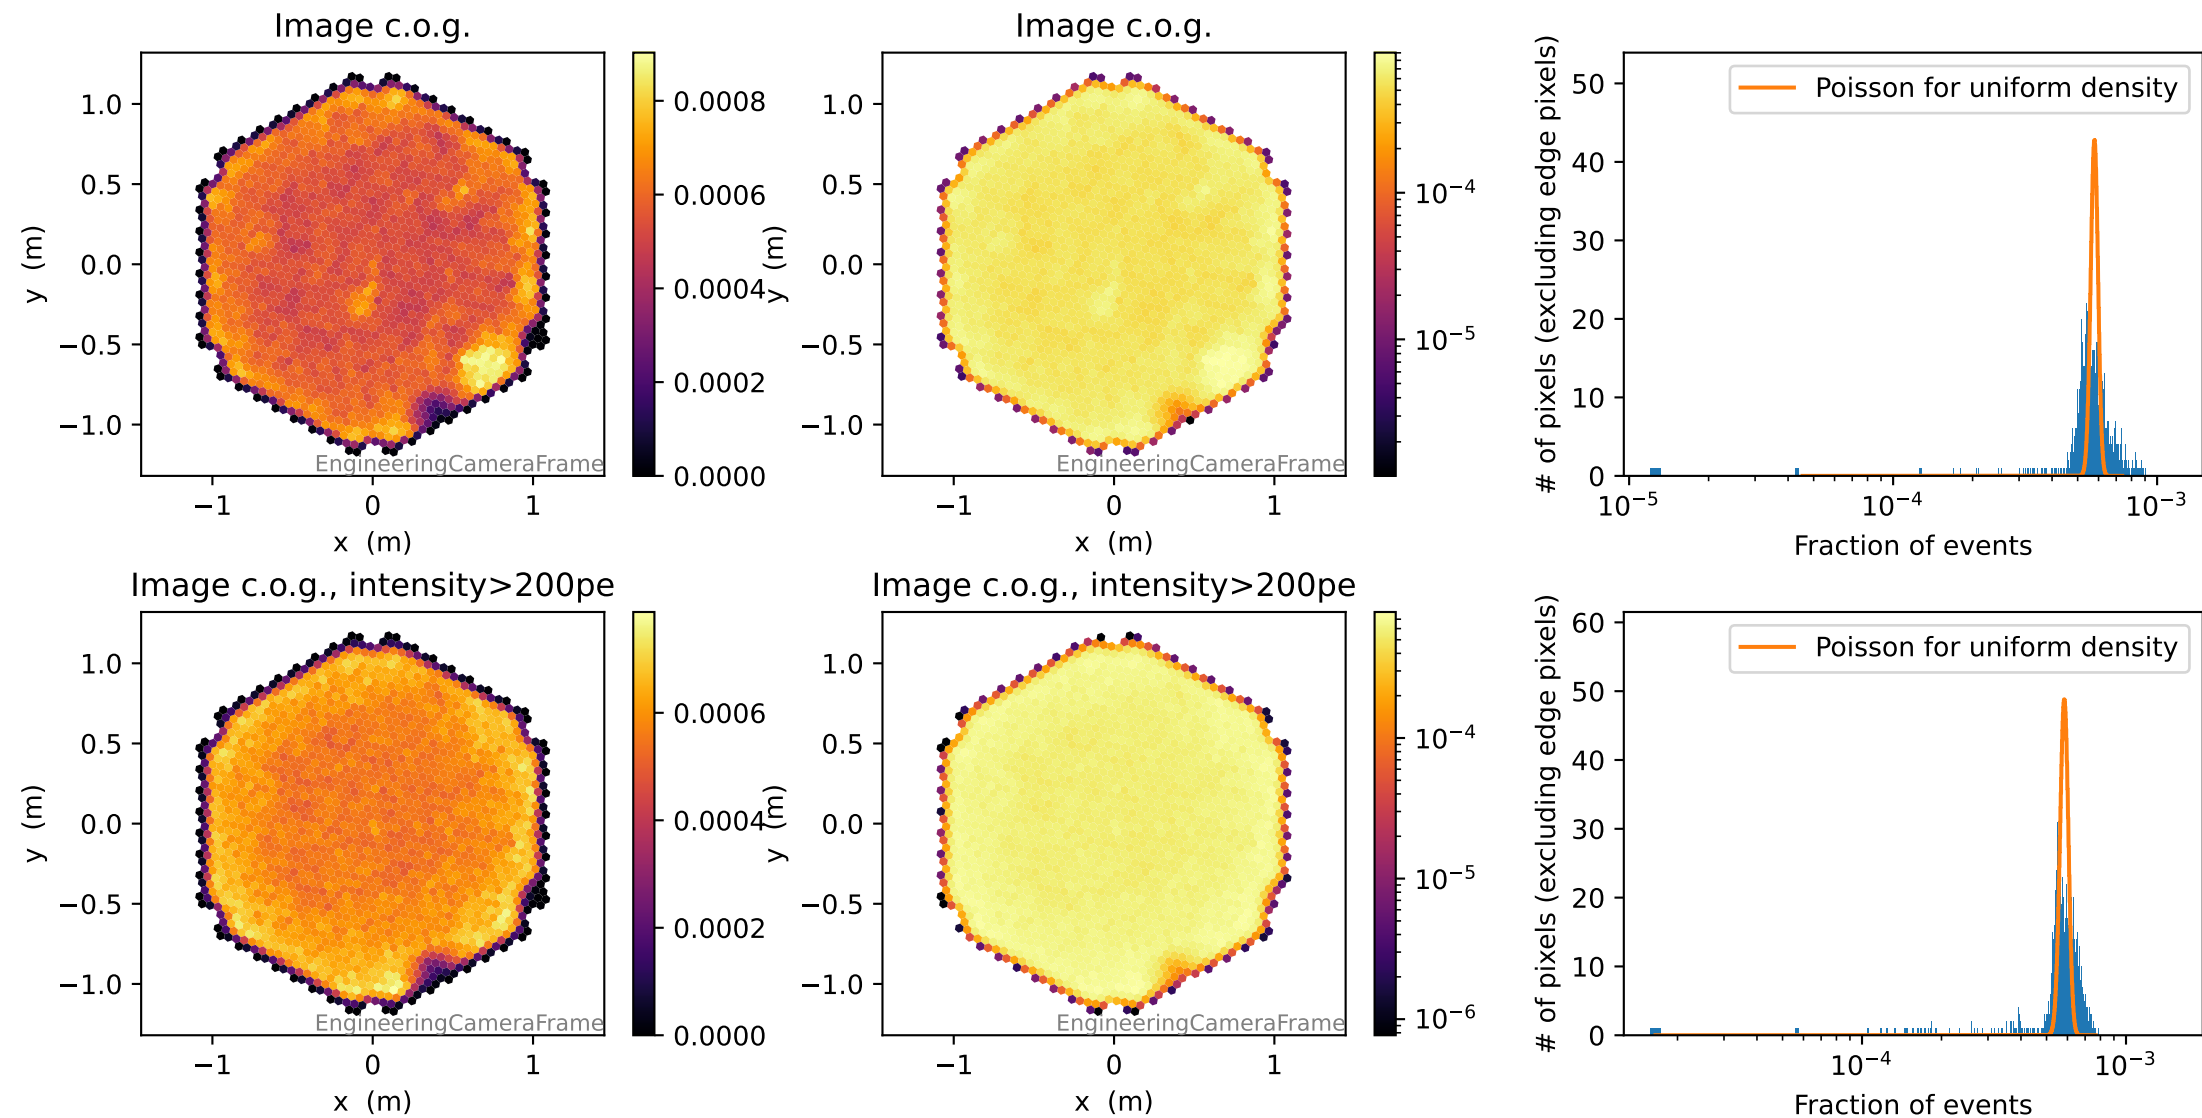 Image c.o.g.
y (m)
1.0
0.5
0.0
−0.5
−1.0
−1
0
1
x (m)
EngineeringCameraFrame
0.0008
0.0006
0.0004
0.0002
0.0000
Image c.o.g.
y (m)
1.0
0.5
0.0
−0.5
−1.0
−1
0
1
x (m)
EngineeringCameraFrame
10⁻⁴
10⁻⁵
# of pixels (excluding edge pixels)
50
40
30
20
10
0
Poisson for uniform density
10⁻⁵
10⁻⁴
10⁻³
Fraction of events
Image c.o.g., intensity>200pe
y (m)
1.0
0.5
0.0
−0.5
−1.0
−1
0
1
x (m)
EngineeringCameraFrame
0.0006
0.0004
0.0002
0.0000
Image c.o.g., intensity>200pe
y (m)
1.0
0.5
0.0
−0.5
−1.0
−1
0
1
x (m)
EngineeringCameraFrame
10⁻⁴
10⁻⁵
10⁻⁶
# of pixels (excluding edge pixels)
60
50
40
30
20
10
0
Poisson for uniform density
10⁻⁴
10⁻³
Fraction of events